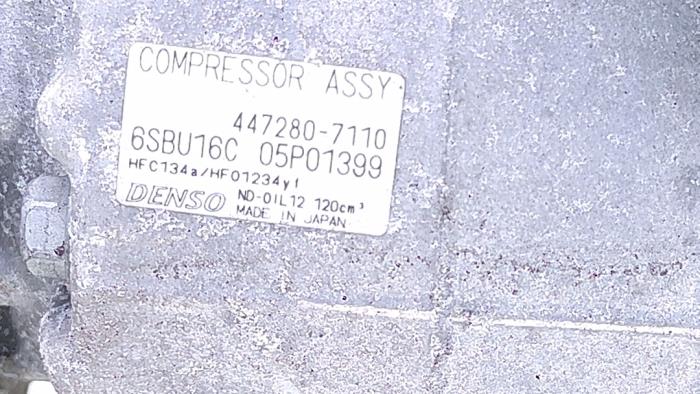 COMPRESSOR ASSY
447280-7110
6SBU16C 05P01399
HFC134a/HFO1234yf
DENSO ND-OIL12 120cm³
MADE IN JAPAN